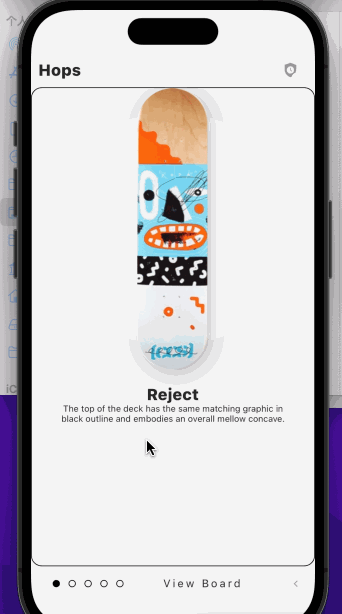 Hops
Reject
The top of the deck has the same matching graphic in
black outline and embodies an overall mellow concave.
View Board